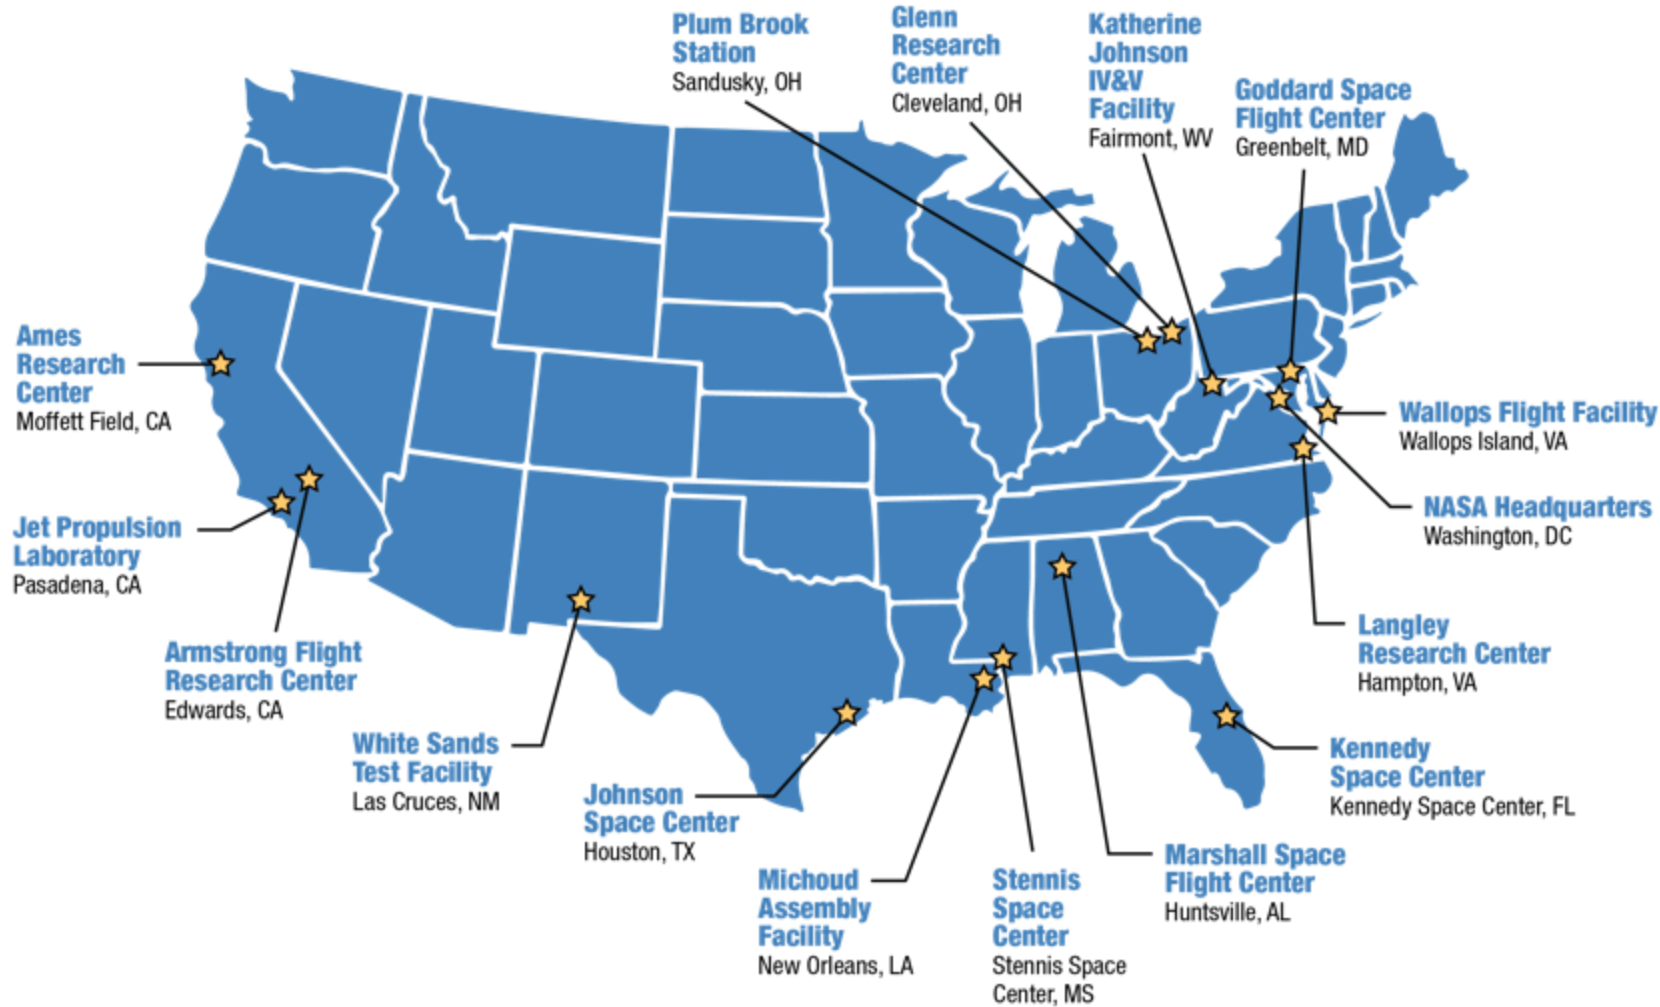 Plum Brook
Station
Sandusky, OH
Glenn
Research
Center
Cleveland, OH
Katherine
Johnson
IV&V
Facility
Fairmont, WV
Goddard Space
Flight Center
Greenbelt, MD
Ames
Research
Center
Moffett Field, CA
Wallops Flight Facility
Wallops Island, VA
NASA Headquarters
Washington, DC
Jet Propulsion
Laboratory
Pasadena, CA
Armstrong Flight
Research Center
Edwards, CA
Langley
Research Center
Hampton, VA
White Sands
Test Facility
Las Cruces, NM
Johnson
Space Center
Houston, TX
Kennedy
Space Center
Kennedy Space Center, FL
Michoud
Assembly
Facility
New Orleans, LA
Stennis
Space
Center
Stennis Space
Center, MS
Marshall Space
Flight Center
Huntsville, AL